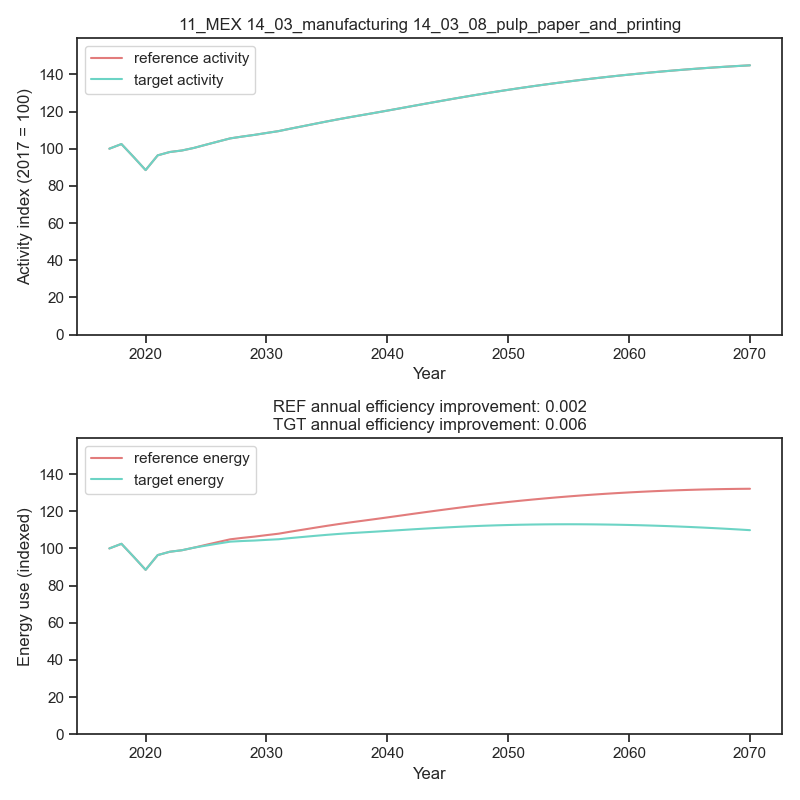 11_MEX 14_03_manufacturing 14_03_08_pulp_paper_and_printing
reference activity
target activity
Activity index (2017 = 100)
140
120
100
80
60
40
20
0
2020 2030 2040 2050 2060 2070
Year
REF annual efficiency improvement: 0.002
TGT annual efficiency improvement: 0.006
reference energy
target energy
Energy use (indexed)
140
120
100
80
60
40
20
0
2020 2030 2040 2050 2060 2070
Year